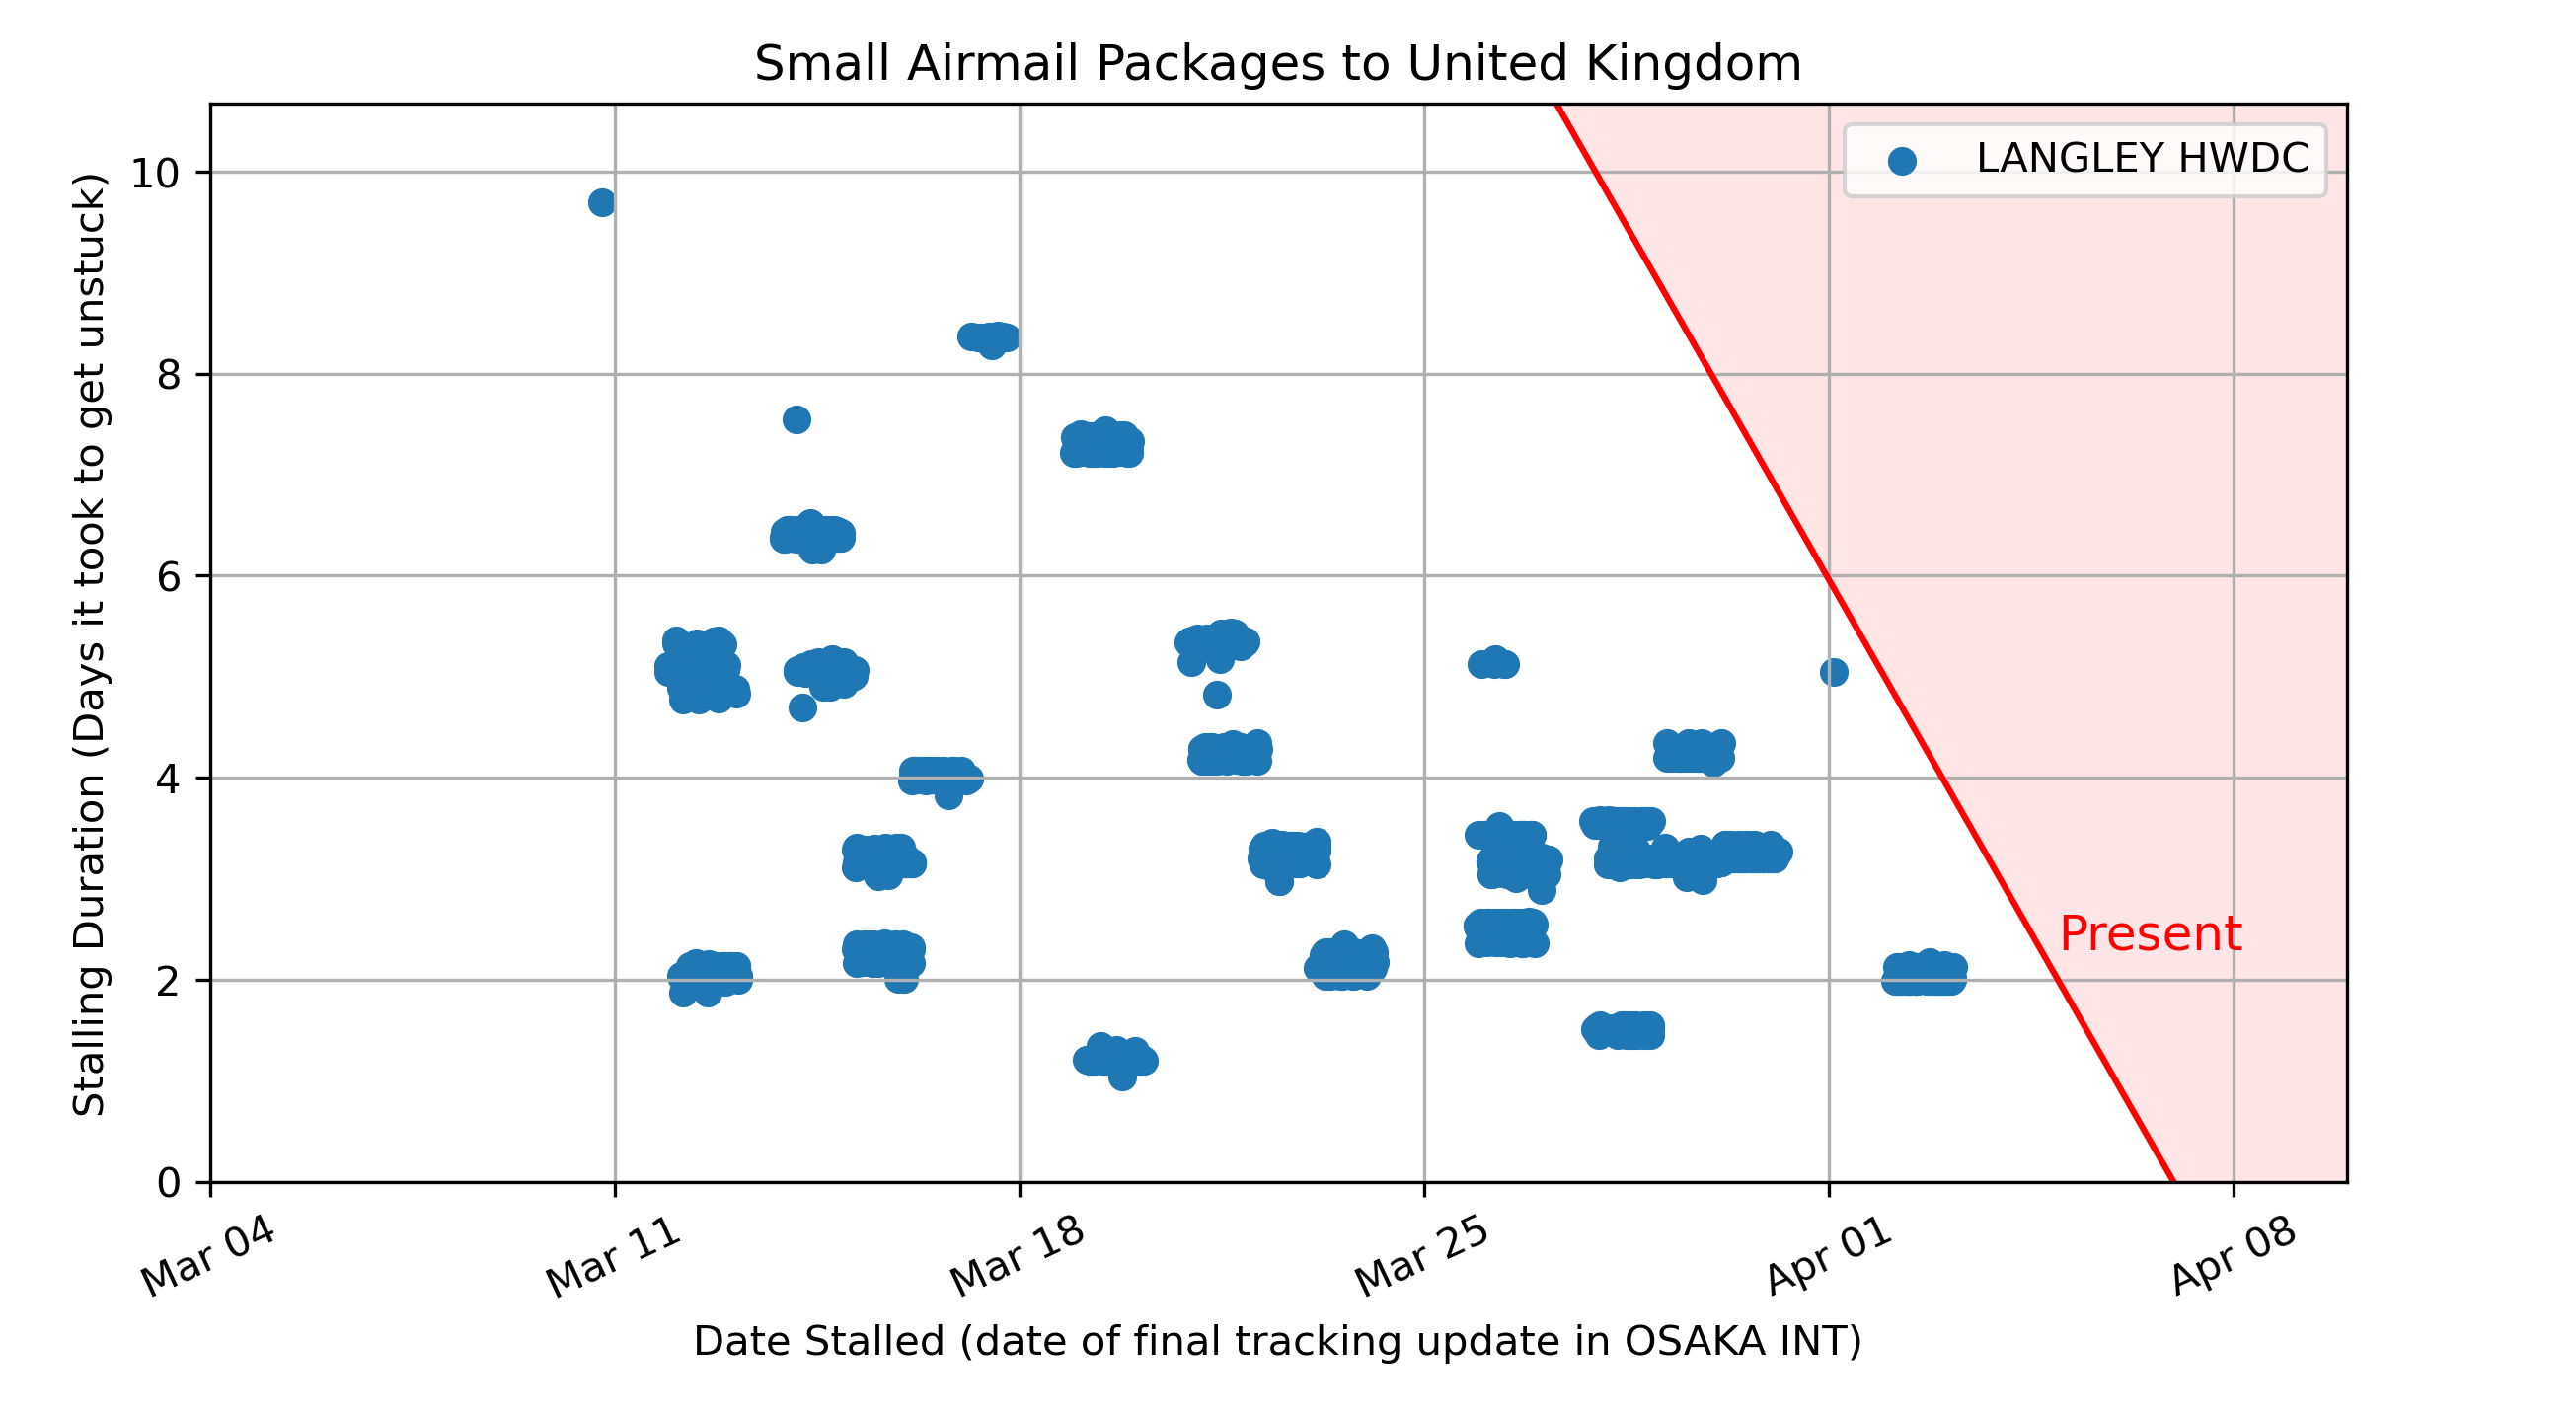 Small Airmail Packages to United Kingdom
LANGLEY HWDC
Stalling Duration (Days it took to get unstuck)
10
8
6
4
2
0
Present
Mar 04
Mar 11
Mar 18
Mar 25
Apr 01
Apr 08
Date Stalled (date of final tracking update in OSAKA INT)